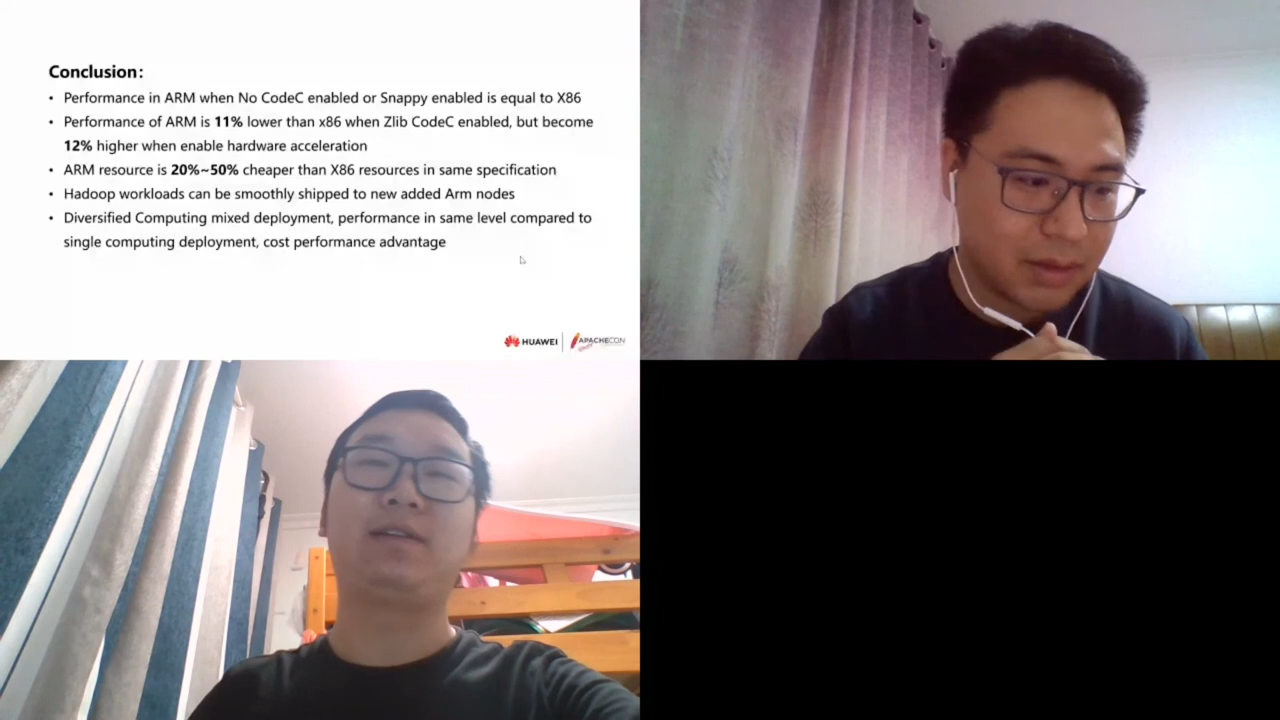 Conclusion：
• Performance in ARM when No CodeC enabled or Snappy enabled is equal to X86
• Performance of ARM is 11% lower than x86 when Zlib CodeC enabled, but become
12% higher when enable hardware acceleration
• ARM resource is 20%~50% cheaper than X86 resources in same specification
• Hadoop workloads can be smoothly shipped to new added Arm nodes
• Diversified Computing mixed deployment, performance in same level compared to
single computing deployment, cost performance advantage
HUAWEI
APACHECON